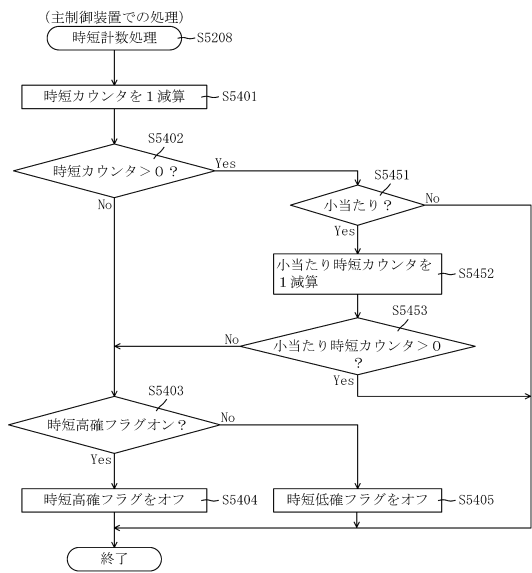 （主制御装置での処理）
時短計数処理
S5208
時短カウンタを１減算
S5401
S5402
時短カウンタ＞０？
Yes
No
S5451
小当たり？
No
Yes
小当たり時短カウンタを
１減算
S5452
S5453
小当たり時短カウンタ＞０
？
No
Yes
S5403
時短高確フラグオン？
No
Yes
時短高確フラグをオフ
S5404
時短低確フラグをオフ
S5405
終了